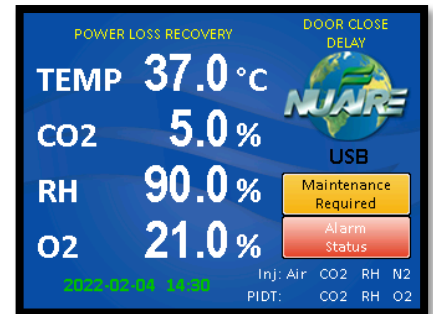 POWER LOSS RECOVERY
DOOR CLOSE
DELAY
TEMP 37.0 °C
NUAIRE
CO2 5.0 %
USB
RH 90.0 %
Maintenance
Required
O2 21.0 %
Alarm
Status
2022-02-04 14:30
Inj: Air CO2 RH N2
PIDT: CO2 RH O2